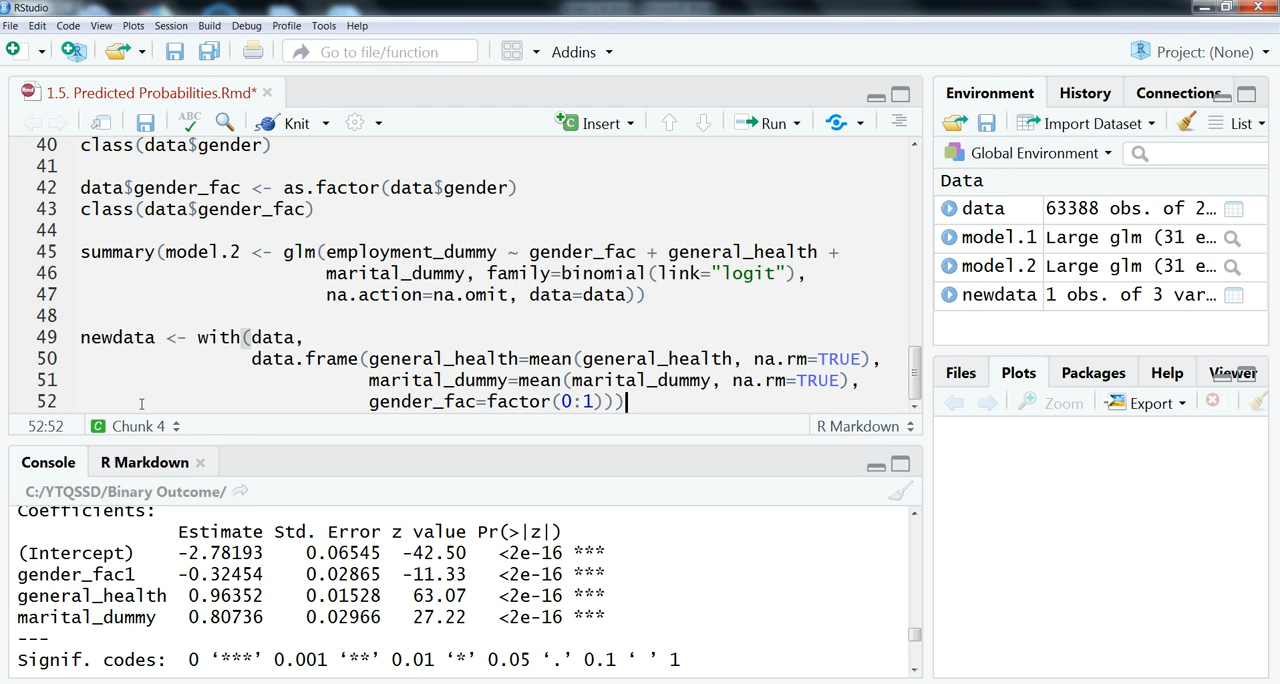 RStudio
File Edit Code View Plots Session Build Debug Profile Tools Help
Go to file/function Addins Project: (None)
1.5. Predicted Probabilities.Rmd*
ABC Knit Insert Run
40 class(data$gender)
41
42 data$gender_fac <- as.factor(data$gender)
43 class(data$gender_fac)
44
45 summary(model.2 <- glm(employment_dummy ~ gender_fac + general_health +
46 marital_dummy, family=binomial(link="logit"),
47 na.action=na.omit, data=data))
48
49 newdata <- with(data,
50 data.frame(general_health=mean(general_health, na.rm=TRUE),
51 marital_dummy=mean(marital_dummy, na.rm=TRUE),
52 gender_fac=factor(0:1)))
52:52 Chunk 4 R Markdown
Console R Markdown
C:/YTQSSD/Binary Outcome/
Coefficients:
Estimate Std. Error z value Pr(>|z|)
(Intercept) -2.78193 0.06545 -42.50 <2e-16 ***
gender_fac1 -0.32454 0.02865 -11.33 <2e-16 ***
general_health 0.96352 0.01528 63.07 <2e-16 ***
marital_dummy 0.80736 0.02966 27.22 <2e-16 ***
---
Signif. codes: 0 ‘***’ 0.001 ‘**’ 0.01 ‘*’ 0.05 ‘.’ 0.1 ‘ ’ 1
Environment History Connections
Import Dataset List
Global Environment
Data
data 63388 obs. of 2...
model.1 Large glm (31 e...
model.2 Large glm (31 e...
newdata 1 obs. of 3 var...
Files Plots Packages Help Viewer
Zoom Export